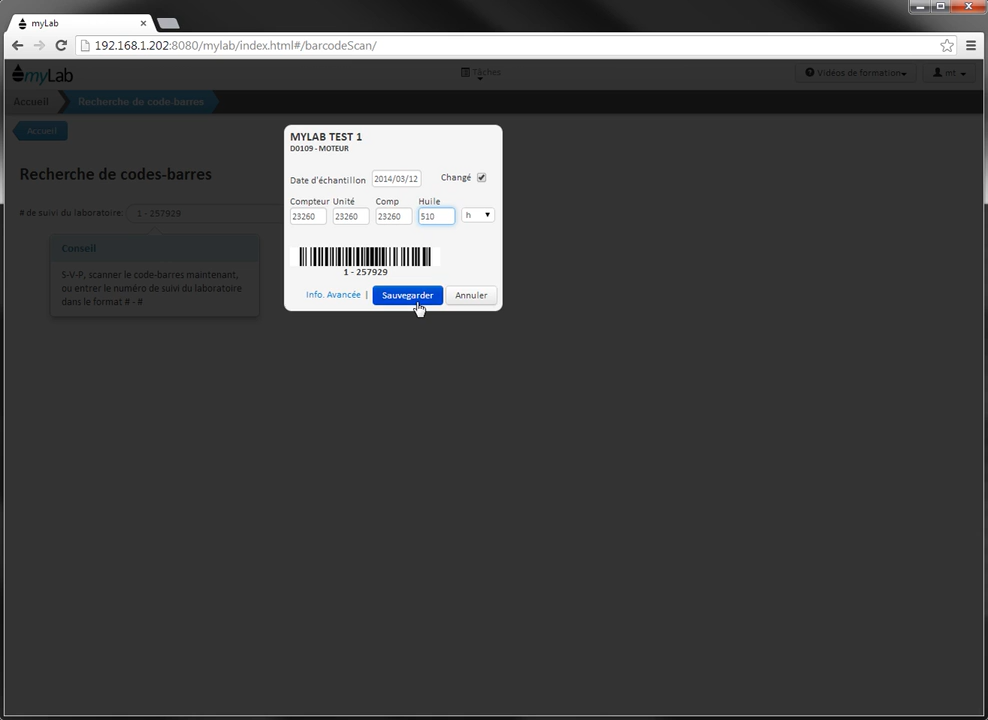 myLab
192.168.1.202:8080/mylab/index.html#/barcodeScan/
myLab
Tâches
Vidéos de formation
mt
Accueil
Recherche de code-barres
Accueil
Recherche de codes-barres
# de suivi du laboratoire:
1 - 257929
Conseil
S-V-P, scanner le code-barres maintenant,
ou entrer le numéro de suivi du laboratoire
dans le format # - #
MYLAB TEST 1
D0109 - MOTEUR
Date d'échantillon
2014/03/12
Changé
Compteur Unité Comp Huile
23260 23260 23260 510 h
1 - 257929
Info. Avancée | Sauvegarder Annuler